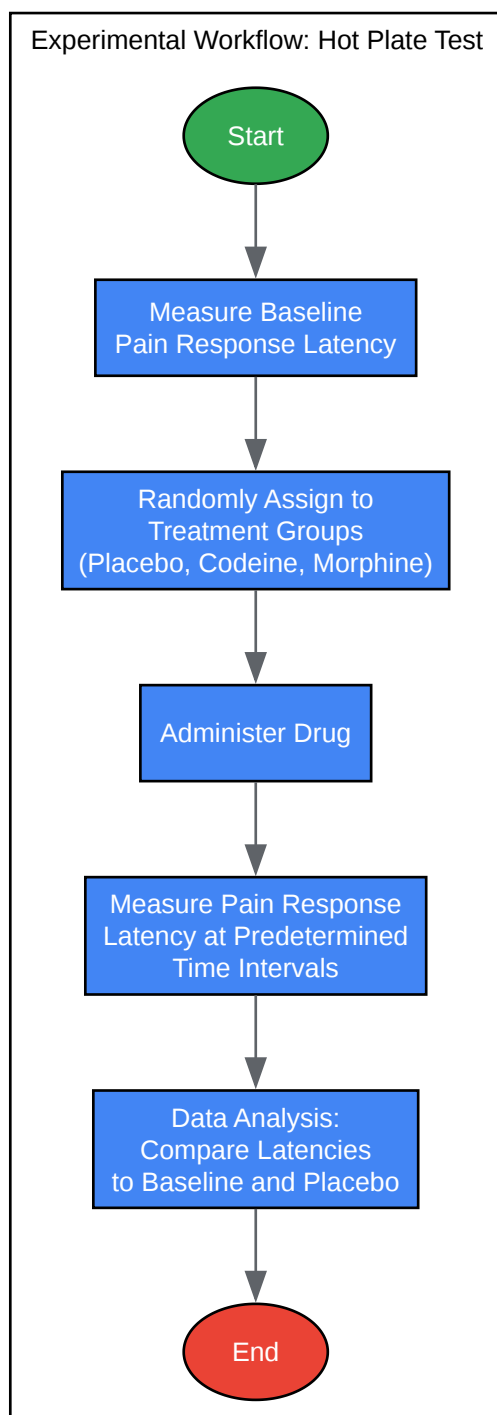 Experimental Workflow: Hot Plate Test
Start
Measure Baseline
Pain Response Latency
Randomly Assign to
Treatment Groups
(Placebo, Codeine, Morphine)
Administer Drug
Measure Pain Response
Latency at Predetermined
Time Intervals
Data Analysis:
Compare Latencies
to Baseline and Placebo
End